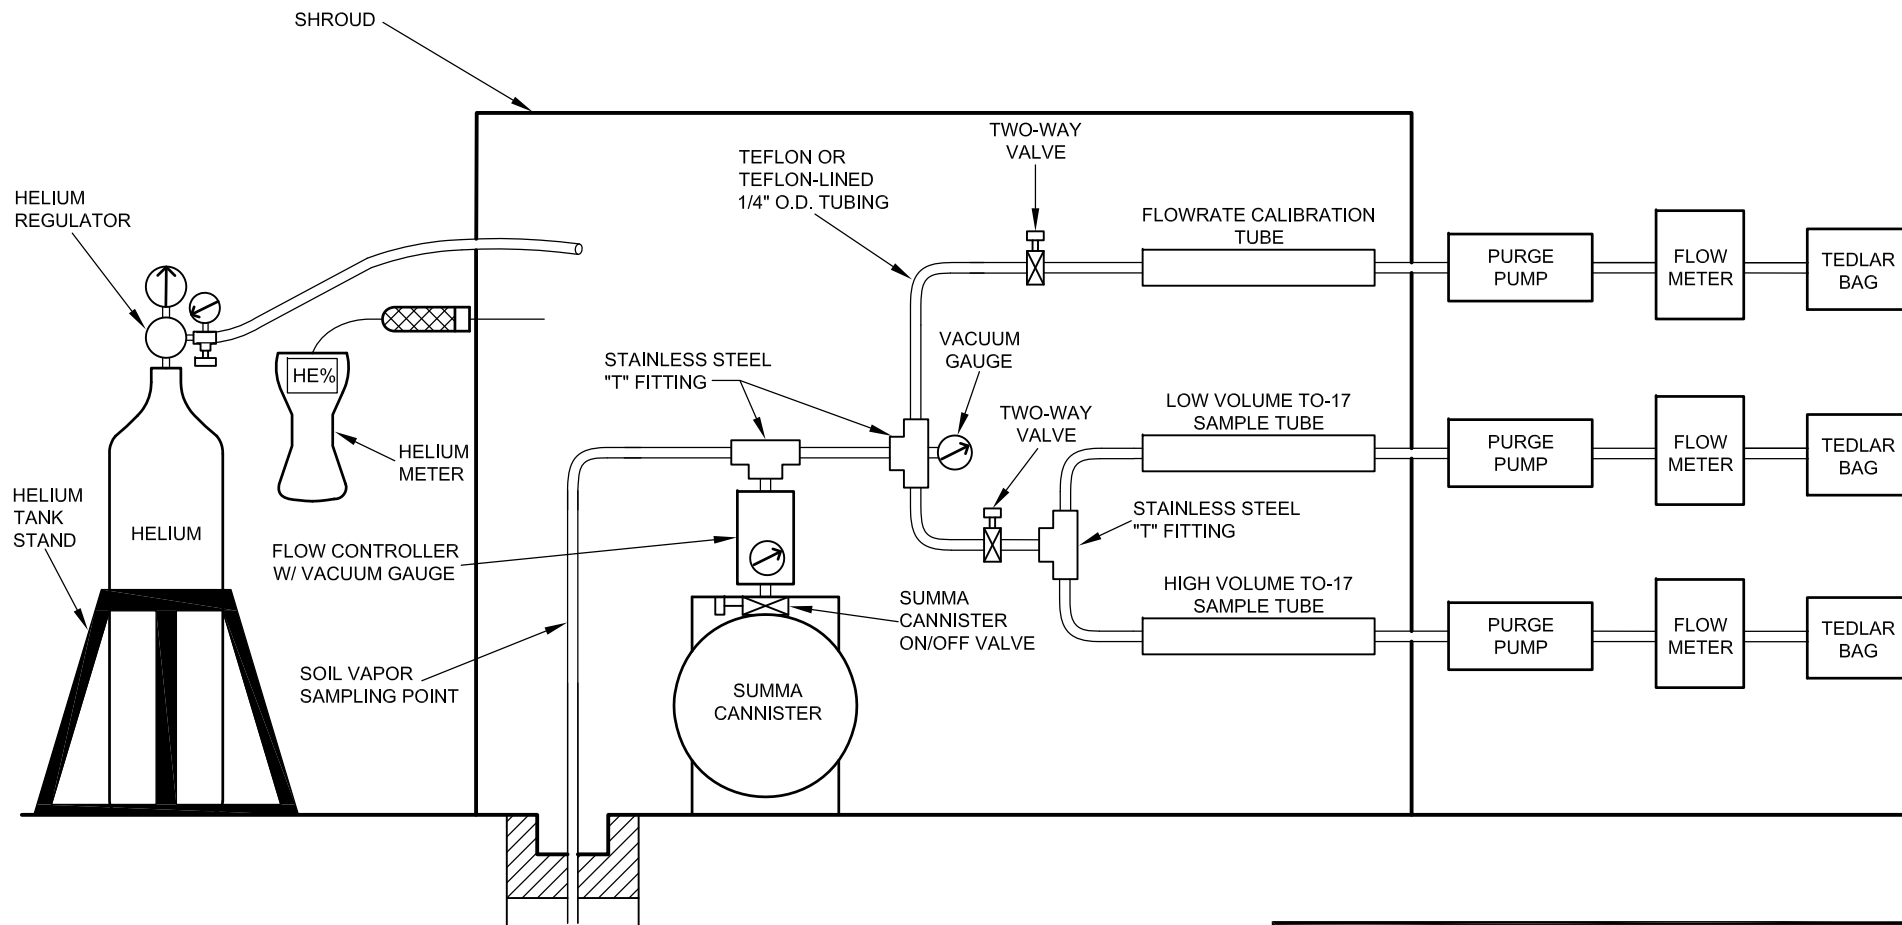 SHROUD
TWO-WAY
VALVE
TEFLON OR
TEFLON-LINED
1/4" O.D. TUBING
HELIUM
REGULATOR
FLOWRATE CALIBRATION
TUBE
PURGE
PUMP
FLOW
METER
TEDLAR
BAG
HE%
VACUUM
GAUGE
STAINLESS STEEL
"T" FITTING
TWO-WAY
VALVE
LOW VOLUME TO-17
SAMPLE TUBE
PURGE
PUMP
FLOW
METER
TEDLAR
BAG
HELIUM
METER
HELIUM
TANK
STAND
HELIUM
STAINLESS STEEL
"T" FITTING
FLOW CONTROLLER
W/ VACUUM GAUGE
HIGH VOLUME TO-17
SAMPLE TUBE
SUMMA
CANNISTER
ON/OFF VALVE
PURGE
PUMP
FLOW
METER
TEDLAR
BAG
SOIL VAPOR
SAMPLING POINT
SUMMA
CANNISTER